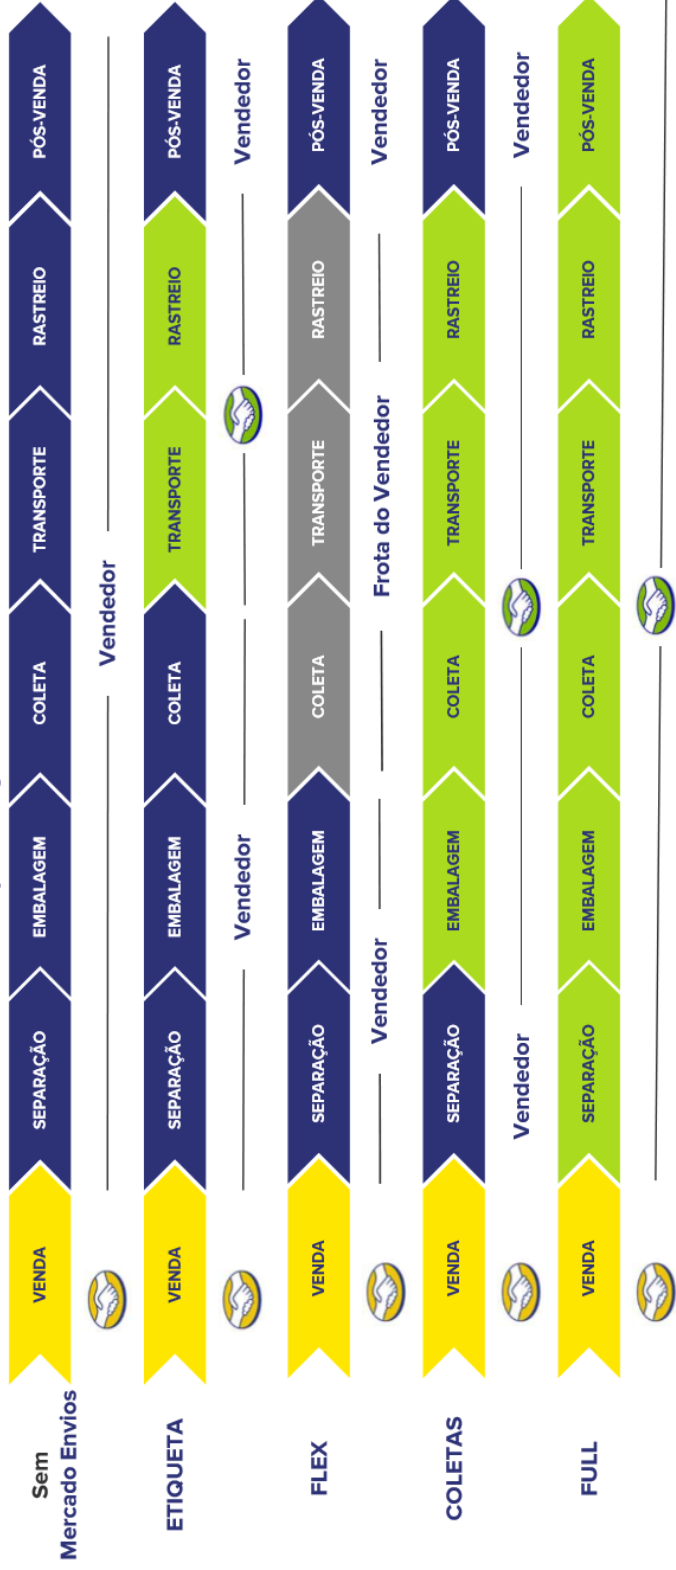 Sem
Mercado Envios
VENDA
SEPARAÇÃO
EMBALAGEM
COLETA
TRANSPORTE
RASTREIO
PÓS-VENDA
Vendedor
ETIQUETA
VENDA
SEPARAÇÃO
EMBALAGEM
COLETA
TRANSPORTE
RASTREIO
PÓS-VENDA
Vendedor
Vendedor
FLEX
VENDA
SEPARAÇÃO
EMBALAGEM
COLETA
TRANSPORTE
RASTREIO
PÓS-VENDA
Vendedor
Frota do Vendedor
Vendedor
COLETAS
VENDA
SEPARAÇÃO
EMBALAGEM
COLETA
TRANSPORTE
RASTREIO
PÓS-VENDA
Vendedor
Vendedor
FULL
VENDA
SEPARAÇÃO
EMBALAGEM
COLETA
TRANSPORTE
RASTREIO
PÓS-VENDA